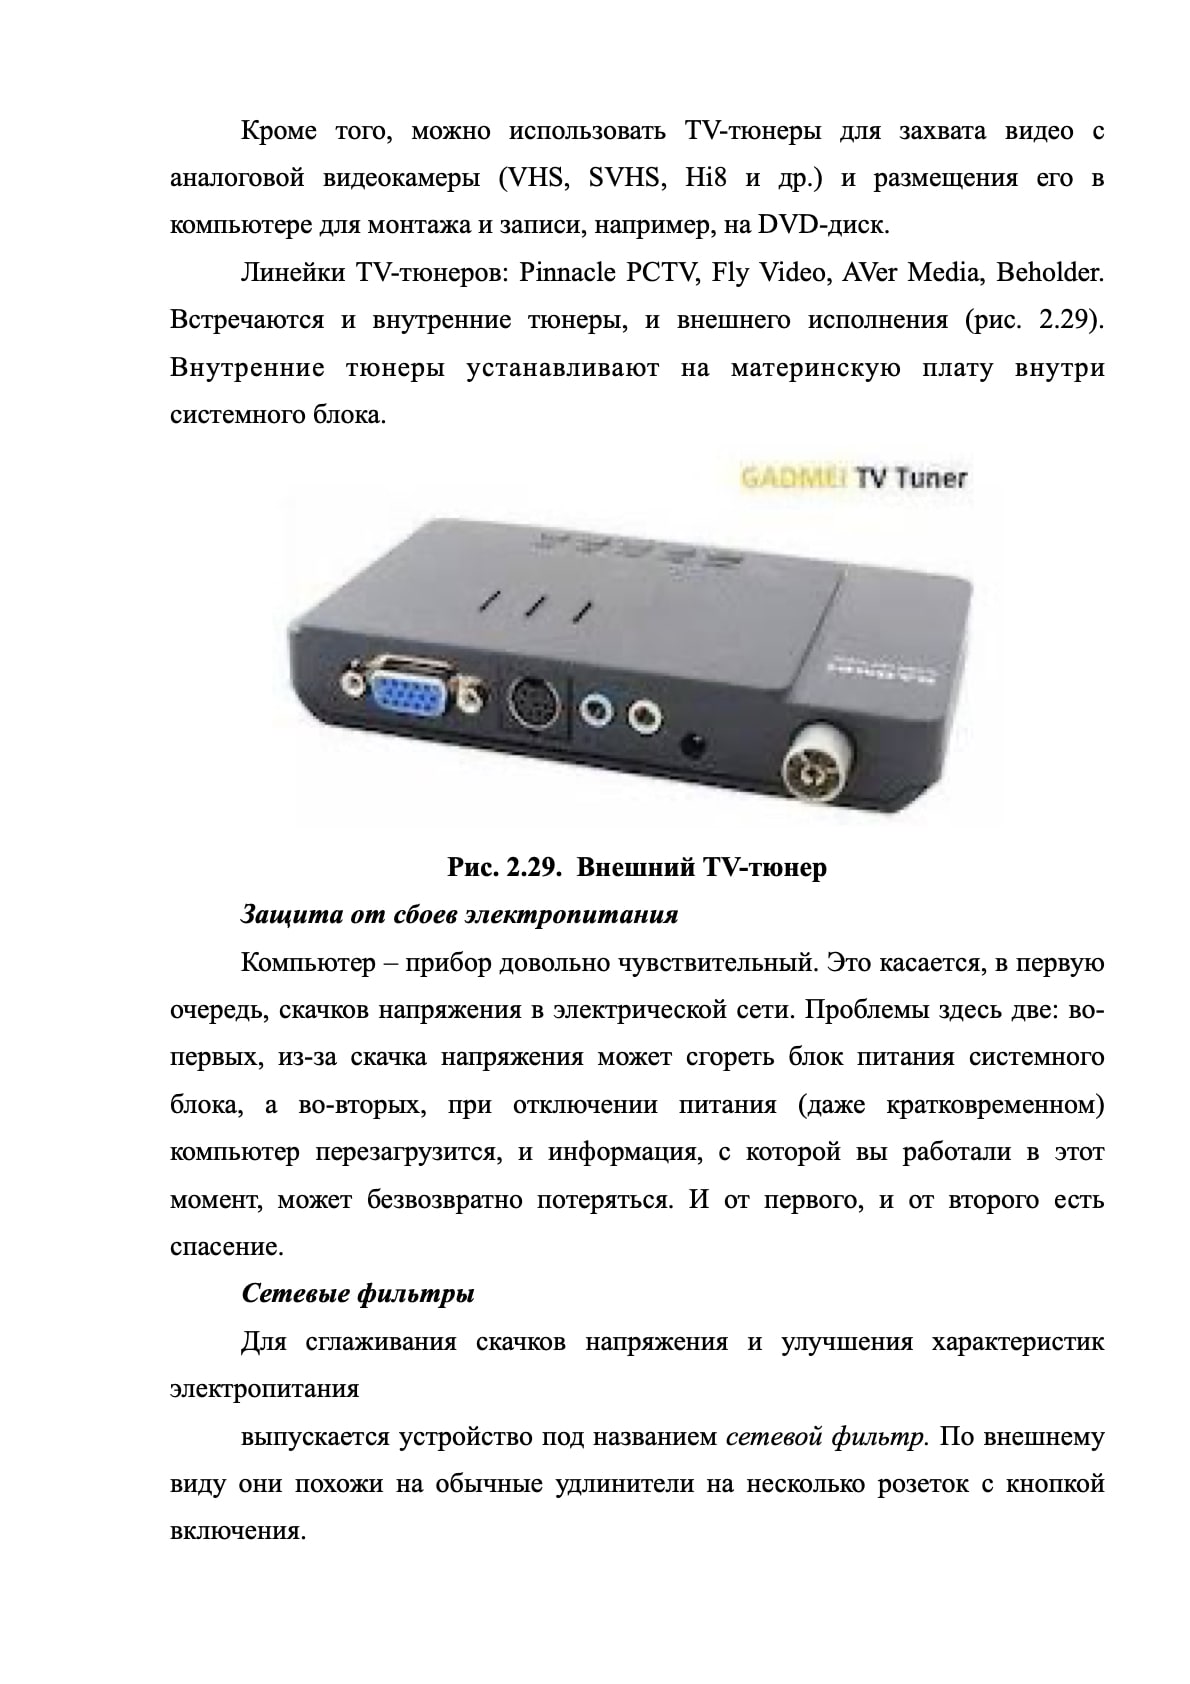 Кроме того, можно использовать TV-тюнеры для захвата видео с
аналоговой видеокамеры (VHS, SVHS, Hi8 и др.) и размещения его в
компьютере для монтажа и записи, например, на DVD-диск.
Линейки TV-тюнеров: Pinnacle PCTV, Fly Video, AVer Media, Beholder.
Встречаются и внутренние тюнеры, и внешнего исполнения (рис. 2.29).
Внутренние тюнеры устанавливают на материнскую плату внутри
системного блока.
GADMEI TV Tuner
Рис. 2.29. Внешний TV-тюнер
Защита от сбоев электропитания
Компьютер – прибор довольно чувствительный. Это касается, в первую
очередь, скачков напряжения в электрической сети. Проблемы здесь две: во-
первых, из-за скачка напряжения может сгореть блок питания системного
блока, а во-вторых, при отключении питания (даже кратковременном)
компьютер перезагрузится, и информация, с которой вы работали в этот
момент, может безвозвратно потеряться. И от первого, и от второго есть
спасение.
Сетевые фильтры
Для сглаживания скачков напряжения и улучшения характеристик
электропитания
выпускается устройство под названием сетевой фильтр. По внешнему
виду они похожи на обычные удлинители на несколько розеток с кнопкой
включения.